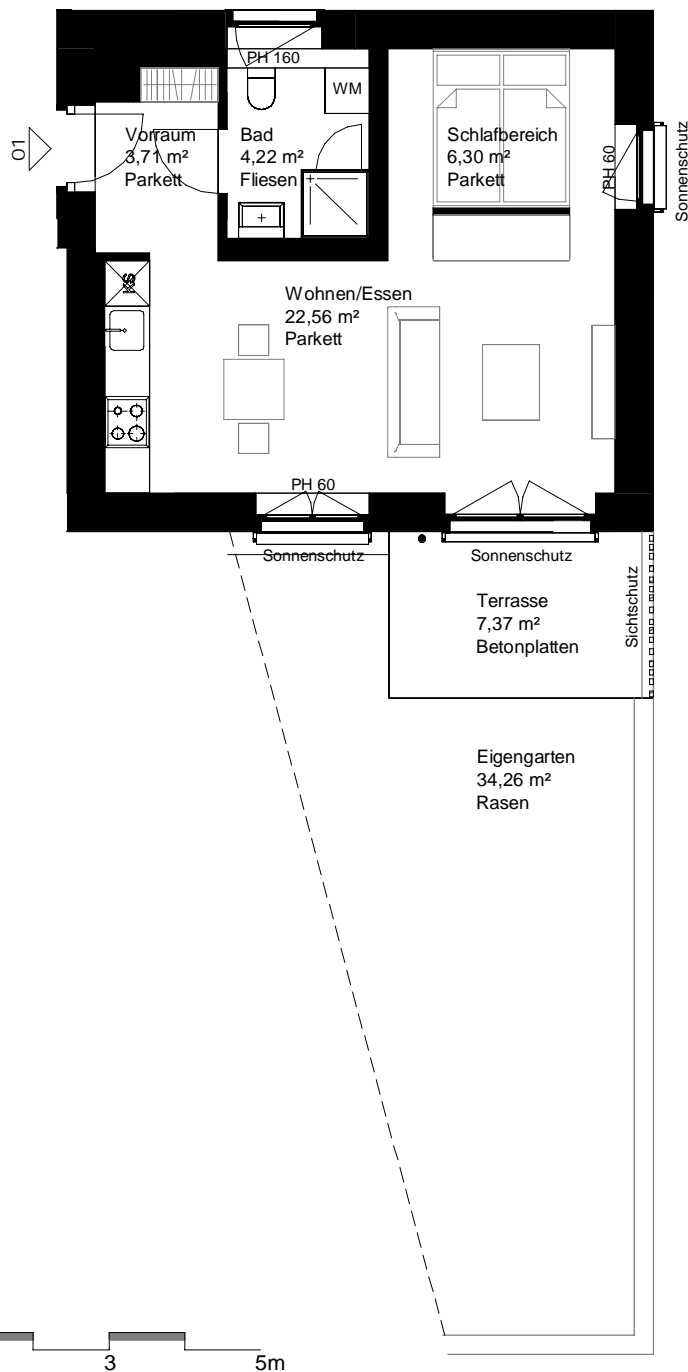 PH 160
WM
01
Vorraum
3,71 m²
Parkett
Bad
4,22 m²
Fliesen
Schlafbereich
6,30 m²
Parkett
PH 60
Sonnenschutz
KS
Wohnen/Essen
22,56 m²
Parkett
PH 60
Sonnenschutz
Sonnenschutz
Sichtschutz
Terrasse
7,37 m²
Betonplatten
Eigengarten
34,26 m²
Rasen
3
5m